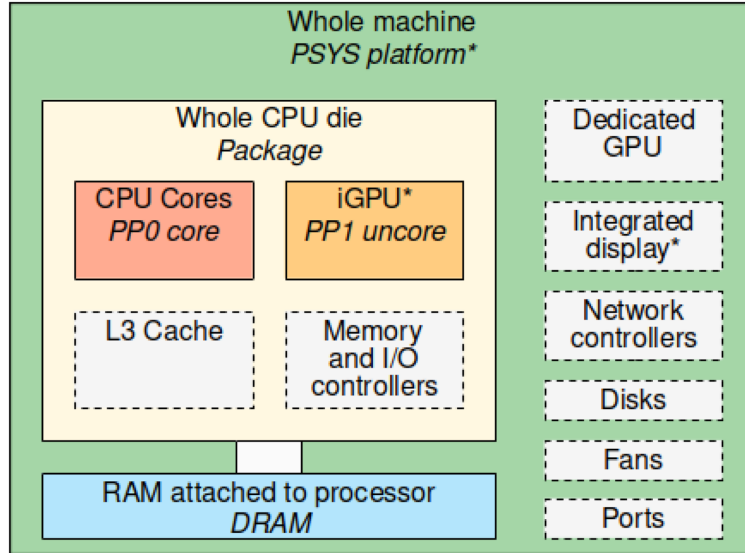 Whole machine
PSYS platform*
Whole CPU die
Package
CPU Cores
PP0 core
iGPU*
PP1 uncore
L3 Cache
Memory
and I/O
controllers
RAM attached to processor
DRAM
Dedicated
GPU
Integrated
display*
Network
controllers
Disks
Fans
Ports